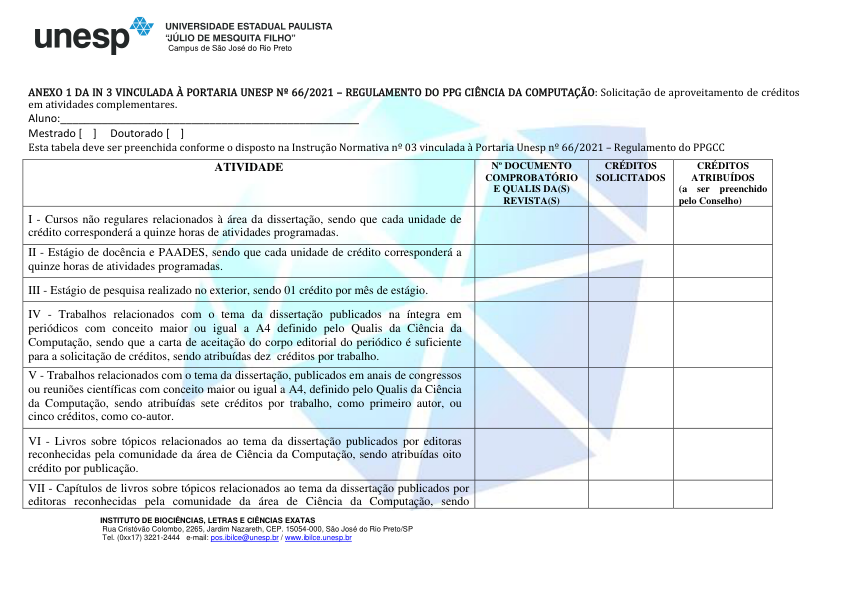 unesp
UNIVERSIDADE ESTADUAL PAULISTA
“JÚLIO DE MESQUITA FILHO”
Campus de São José do Rio Preto
ANEXO 1 DA IN 3 VINCULADA À PORTARIA UNESP Nº 66/2021 – REGULAMENTO DO PPG CIÊNCIA DA COMPUTAÇÃO: Solicitação de aproveitamento de créditos
em atividades complementares.
Aluno:_______________________________________________
Mestrado [ ] Doutorado [ ]
Esta tabela deve ser preenchida conforme o disposto na Instrução Normativa nº 03 vinculada à Portaria Unesp nº 66/2021 – Regulamento do PPGCC
ATIVIDADE
Nº DOCUMENTO
COMPROBATÓRIO
E QUALIS DA(S)
REVISTA(S)
CRÉDITOS
SOLICITADOS
CRÉDITOS
ATRIBUÍDOS
(a ser preenchido
pelo Conselho)
I - Cursos não regulares relacionados à área da dissertação, sendo que cada unidade de
crédito corresponderá a quinze horas de atividades programadas.
II - Estágio de docência e PAADES, sendo que cada unidade de crédito corresponderá a
quinze horas de atividades programadas.
III - Estágio de pesquisa realizado no exterior, sendo 01 crédito por mês de estágio.
IV - Trabalhos relacionados com o tema da dissertação publicados na íntegra em
periódicos com conceito maior ou igual a A4 definido pelo Qualis da Ciência da
Computação, sendo que a carta de aceitação do corpo editorial do periódico é suficiente
para a solicitação de créditos, sendo atribuídas dez créditos por trabalho.
V - Trabalhos relacionados com o tema da dissertação, publicados em anais de congressos
ou reuniões científicas com conceito maior ou igual a A4, definido pelo Qualis da Ciência
da Computação, sendo atribuídas sete créditos por trabalho, como primeiro autor, ou
cinco créditos, como co-autor.
VI - Livros sobre tópicos relacionados ao tema da dissertação publicados por editoras
reconhecidas pela comunidade da área de Ciência da Computação, sendo atribuídas oito
crédito por publicação.
VII - Capítulos de livros sobre tópicos relacionados ao tema da dissertação publicados por
editoras reconhecidas pela comunidade da área de Ciência da Computação, sendo
INSTITUTO DE BIOCIÊNCIAS, LETRAS E CIÊNCIAS EXATAS
Rua Cristóvão Colombo, 2265, Jardim Nazareth, CEP. 15054-000, São José do Rio Preto/SP
Tel. (0xx17) 3221-2444 e-mail: pos.ibilce@unesp.br / www.ibilce.unesp.br